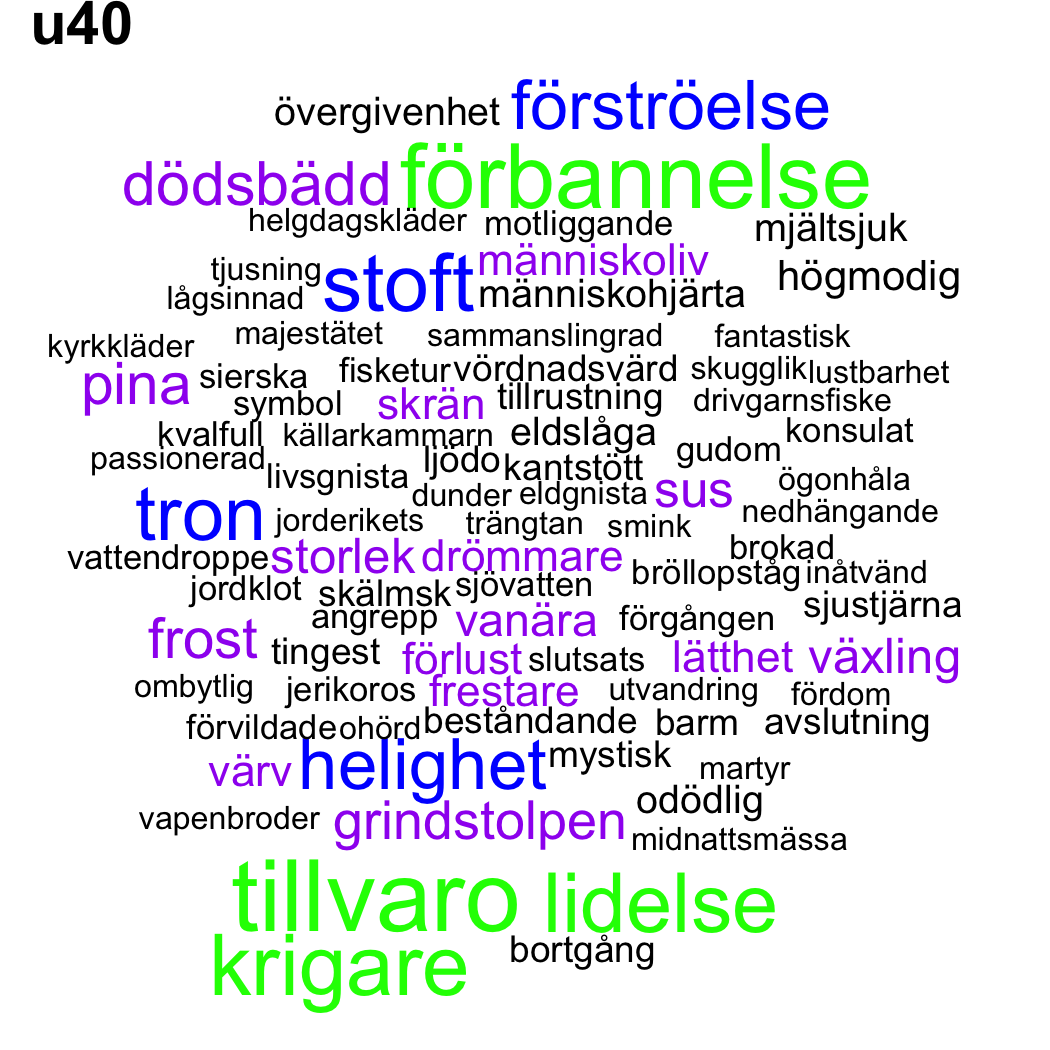 u40
övergivenhet förströelse
dödsbädd förbannelse
helgdagskläder motliggande mjältsjuk
tjusning stoft människoliv högmodig
lågsinnad människohjärta
kyrkkläder majestätet sammanslingrad fantastisk
pina sierska fisketur vördnadsvärd skugglik lustbarhet
symbol skrän tillrustning drivgarnsfiske
kvalfull källarkammarn eldslåga gudom konsulat
passionerad livsgnista ljödo kantstött ögonhåla
dunder eldgnista sus nedhängande
tron jorderikets trängtan smink
vattendroppe storlek drömmare bröllopståg brokad inåtvänd
jordklot skälmsk sjövatten sjustjärna
angrepp vanära förgången
frost tingest förlust slutsats lätthet växling
ombytlig jerikoros frestare utvandring fördom
förvildade ohörd beståndande barm avslutning
värv helighet mystisk martyr
vapenbroder grindstolpen odödlig
midnattsmässa
tillvaro lidelse
krigare bortgång